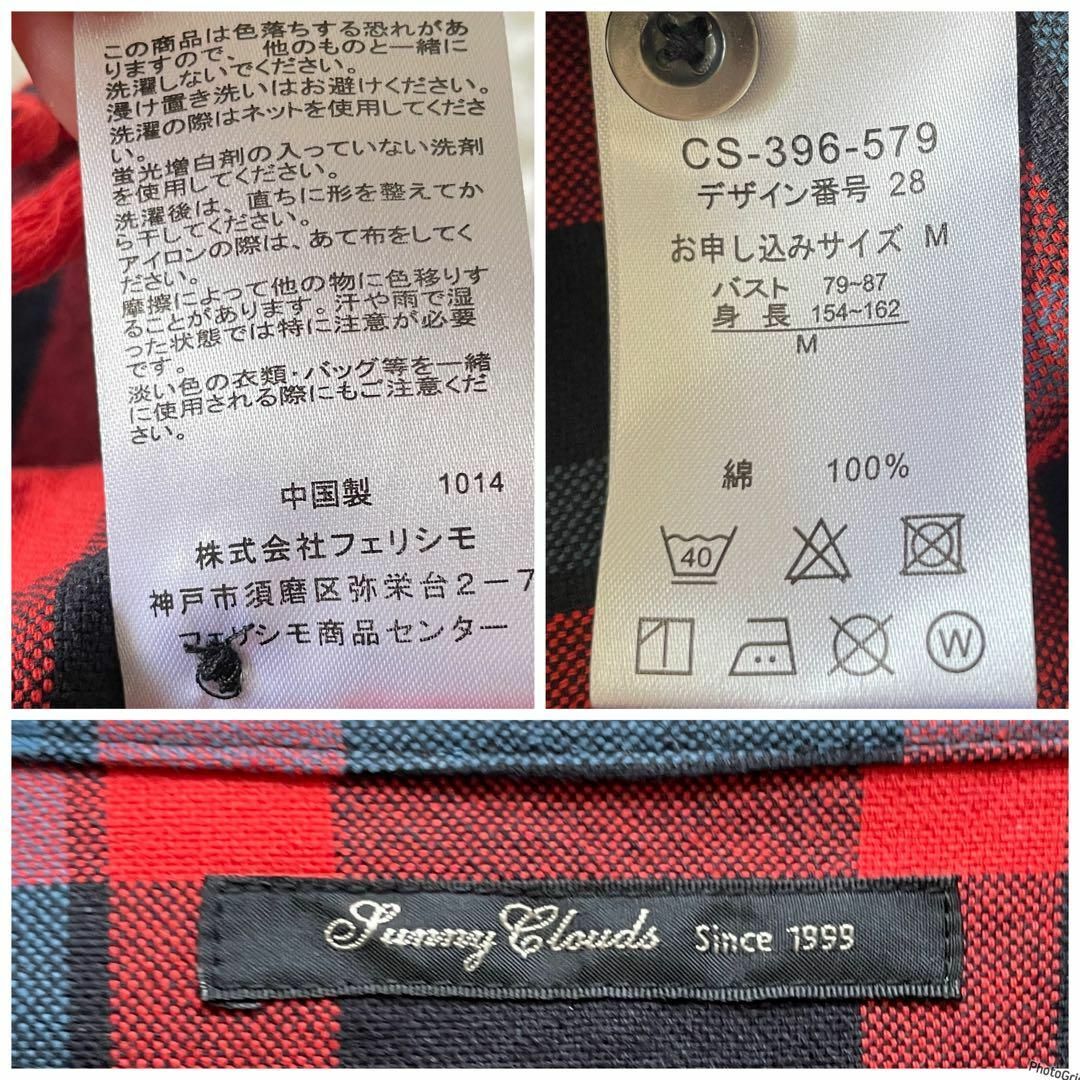 この商品は色落ちする恐れがあ
りますので、他のものと一緒に
洗濯しないでください。
浸け置き洗いはお避けください。
洗濯の際はネットを使用してくださ
い。
蛍光増白剤の入っていない洗剤
を使用してください。
洗濯後は、直ちに形を整えてか
ら干してください。
アイロンの際は、あて布をしてく
ださい。
摩擦によって他の物に色移りす
ることがあります。汗や雨で湿
った状態では特に注意が必要
です。
淡い色の衣類・バッグ等を一緒
に使用される際にもご注意くだ
さい。
中国製 1014
株式会社フェリシモ
神戸市須磨区弥栄台2-7
フェリシモ商品センター
CS-396-579
デザイン番号 28
お申し込みサイズ M
バスト 79~87
身長 154~162
M
綿 100%
40
W
Sunny Clouds Since 1999
PhotoGri